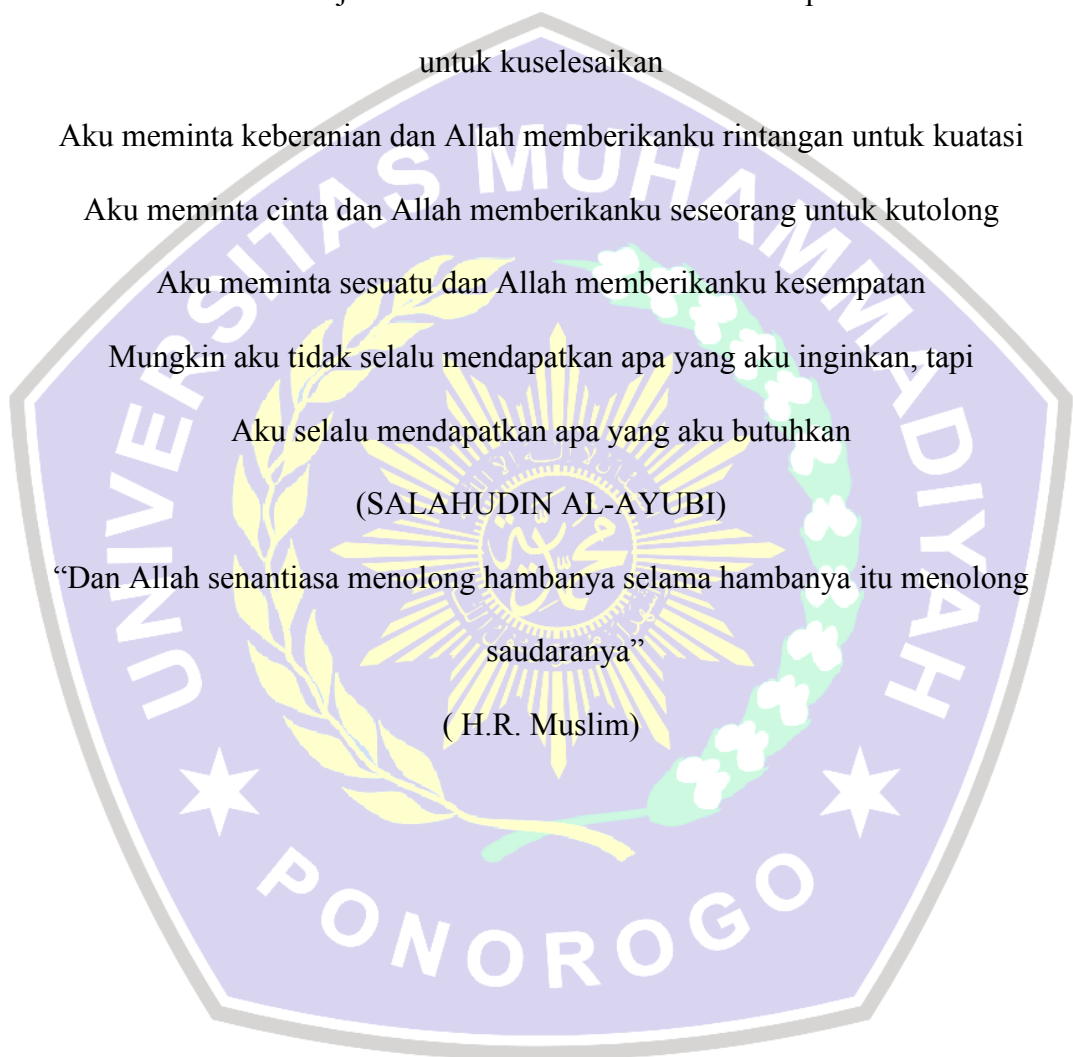 untuk kuselesaikan
Aku meminta keberanian dan Allah memberikanku rintangan untuk kuatasi
Aku meminta cinta dan Allah memberikanku seseorang untuk kutolong
Aku meminta sesuatu dan Allah memberikanku kesempatan
Mungkin aku tidak selalu mendapatkan apa yang aku inginkan, tapi
Aku selalu mendapatkan apa yang aku butuhkan
(SALAHUDIN AL-AYUBI)
“Dan Allah senantiasa menolong hambanya selama hambanya itu menolong
saudaranya”
( H.R. Muslim)
UNIVERSITAS MUHAMMADIYAH
PONOROGO